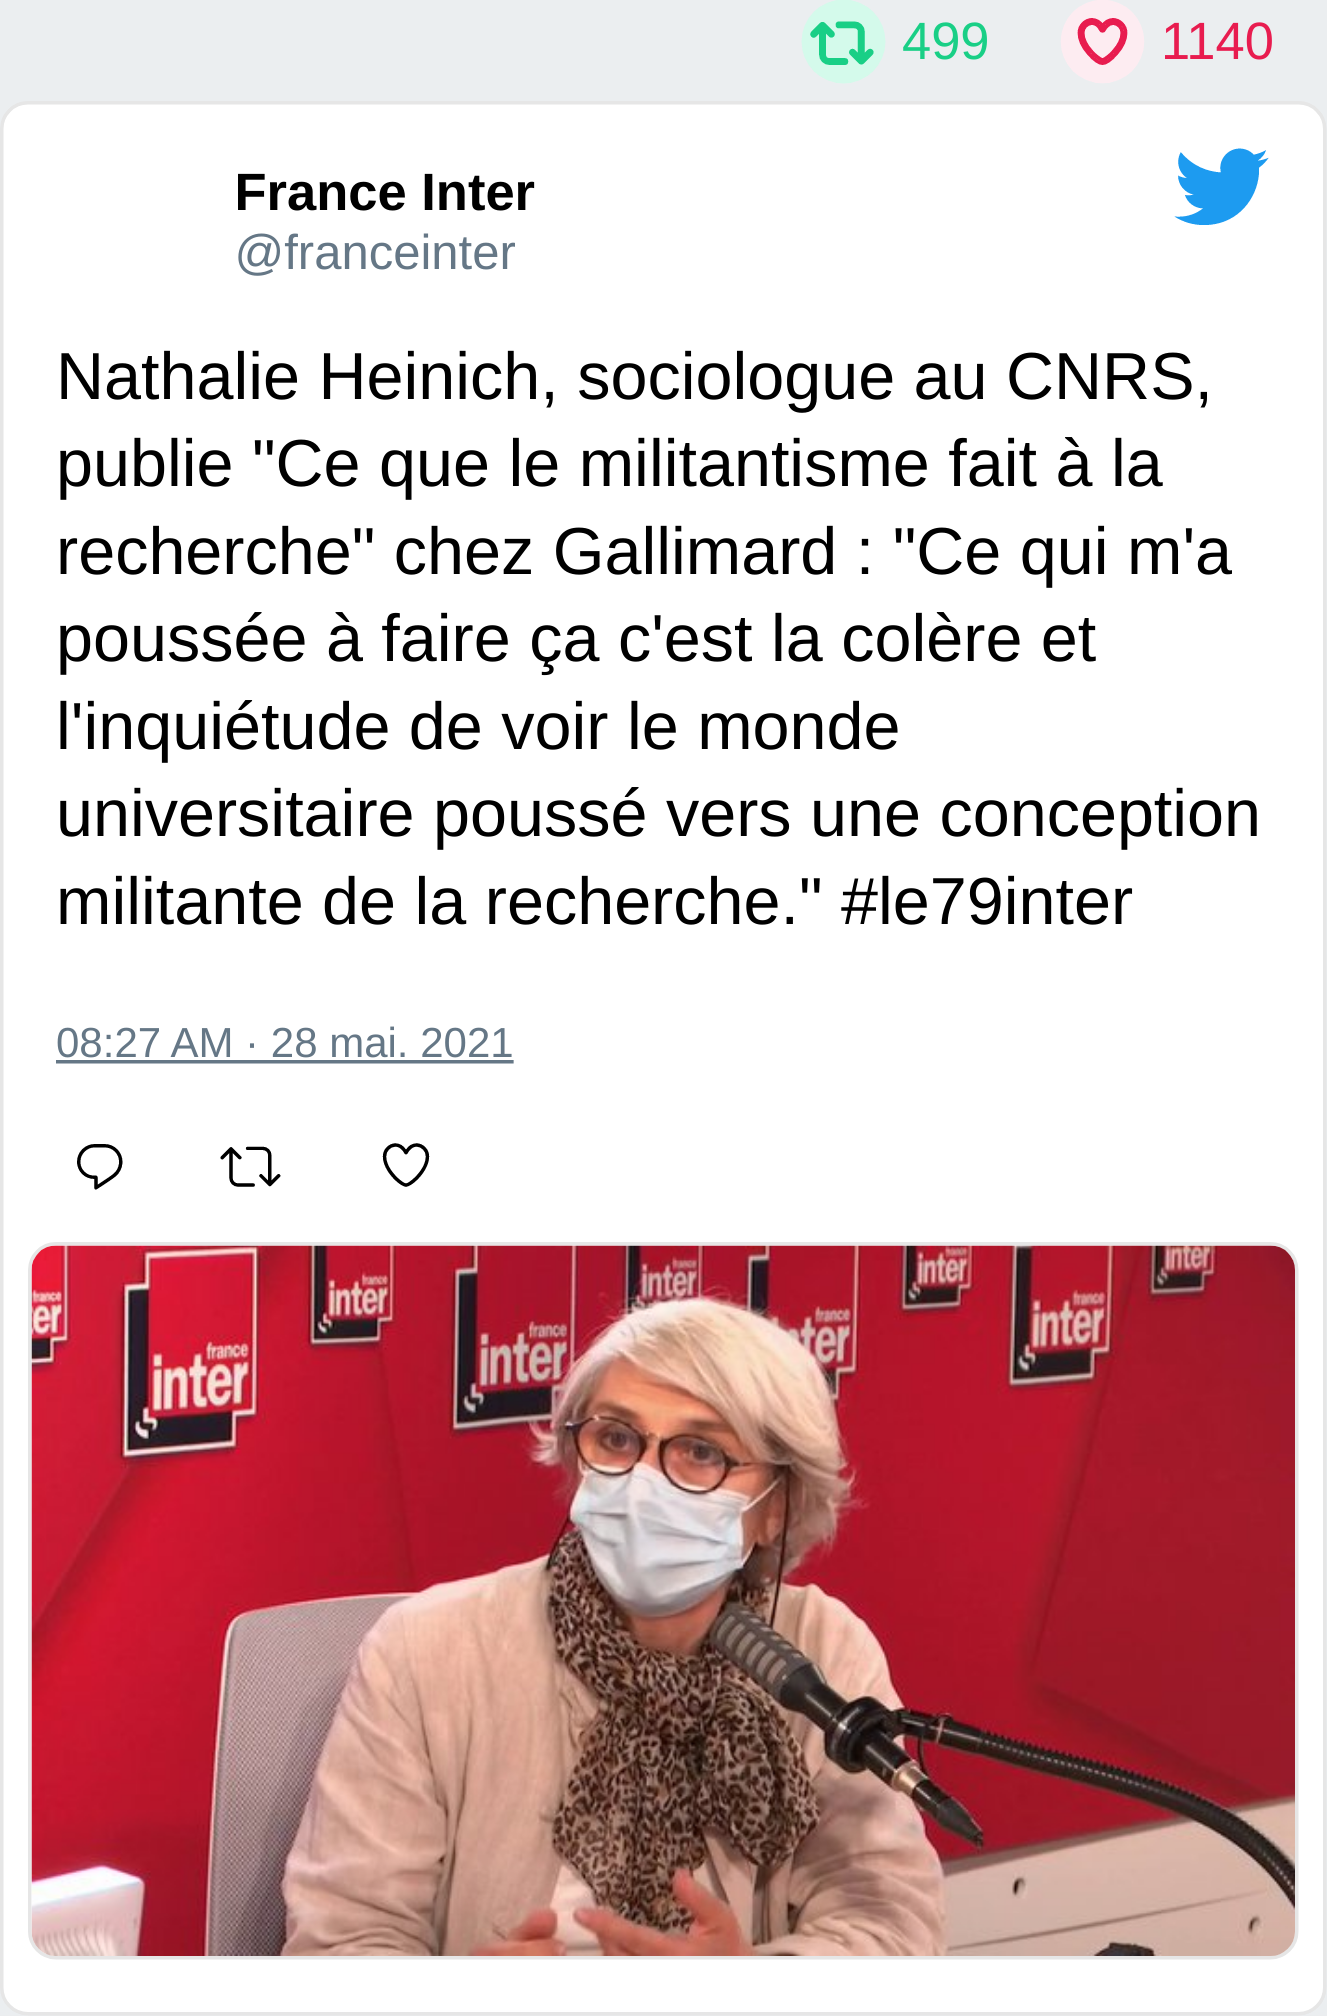 499 1140
France Inter
@franceinter
Nathalie Heinich, sociologue au CNRS,
publie "Ce que le militantisme fait à la
recherche" chez Gallimard : "Ce qui m'a
poussée à faire ça c'est la colère et
l'inquiétude de voir le monde
universitaire poussé vers une conception
militante de la recherche." #le79inter
08:27 AM · 28 mai. 2021
france
er
france
inter
france
inter
france
inter
france
inter
france
nter
france
inter
france
inter
inter